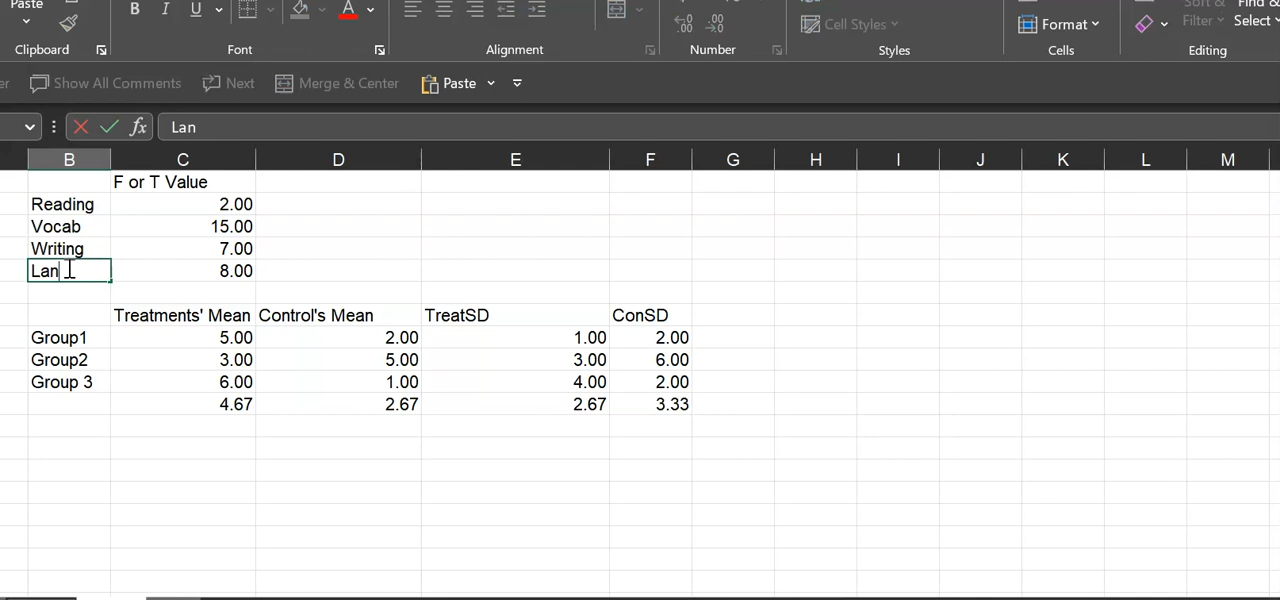 Paste
B I U A
Sort &
Find &
Filter Select
Cell Styles
Format
Clipboard Font Alignment Number Styles Cells Editing
er Show All Comments Next Merge & Center Paste
fx Lan
B C D E F G H I J K L M
F or T Value
Reading 2.00
Vocab 15.00
Writing 7.00
Lan 8.00
Treatments' Mean Control's Mean TreatSD ConSD
Group1 5.00 2.00 1.00 2.00
Group2 3.00 5.00 3.00 6.00
Group 3 6.00 1.00 4.00 2.00
4.67 2.67 2.67 3.33